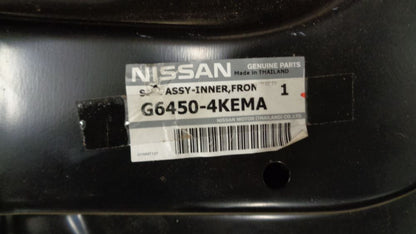 NISSAN
GENUINE PARTS
Made in THAILAND
ASSY-INNER,FRON 1
G6450-4KEMA
NISSAN MOTOR (THAILAND) CO.,LTD.